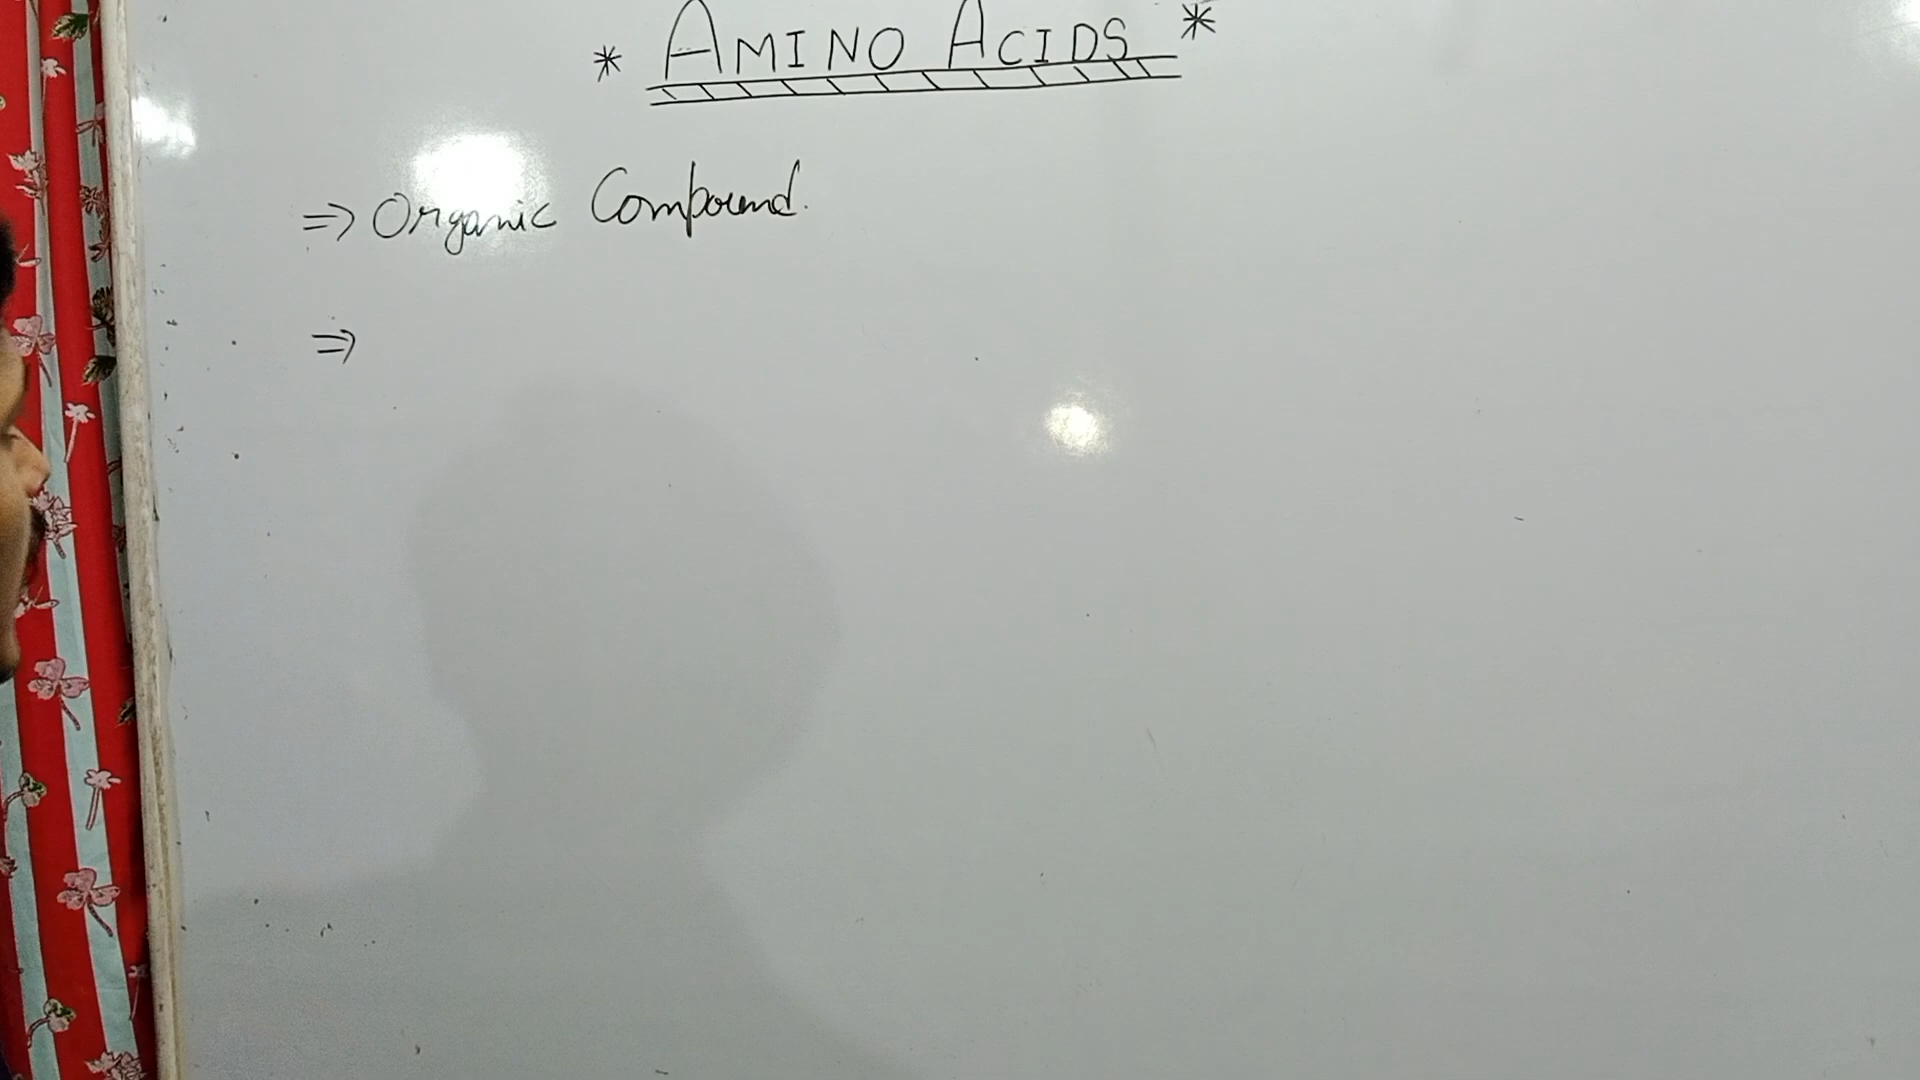 * AMINO ACIDS *
⇒ Organic Compound.
⇒